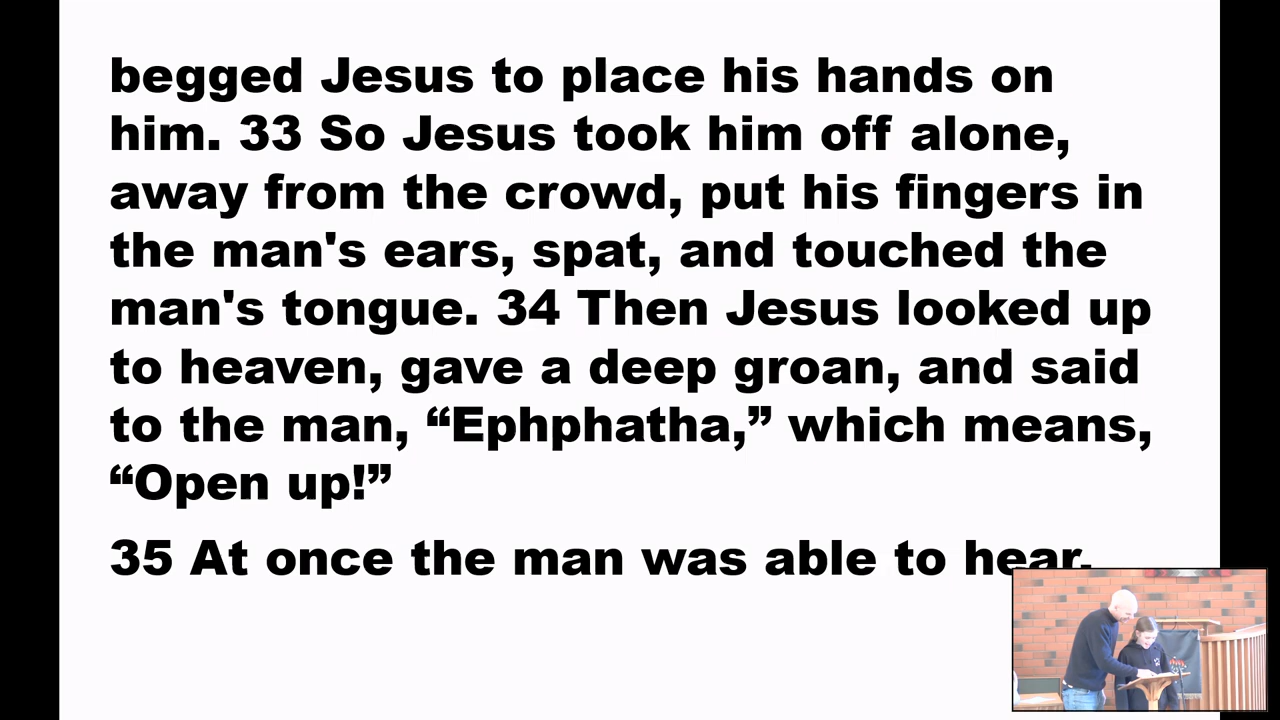 begged Jesus to place his hands on
him. 33 So Jesus took him off alone,
away from the crowd, put his fingers in
the man's ears, spat, and touched the
man's tongue. 34 Then Jesus looked up
to heaven, gave a deep groan, and said
to the man, “Ephphatha,” which means,
“Open up!”
35 At once the man was able to hear,